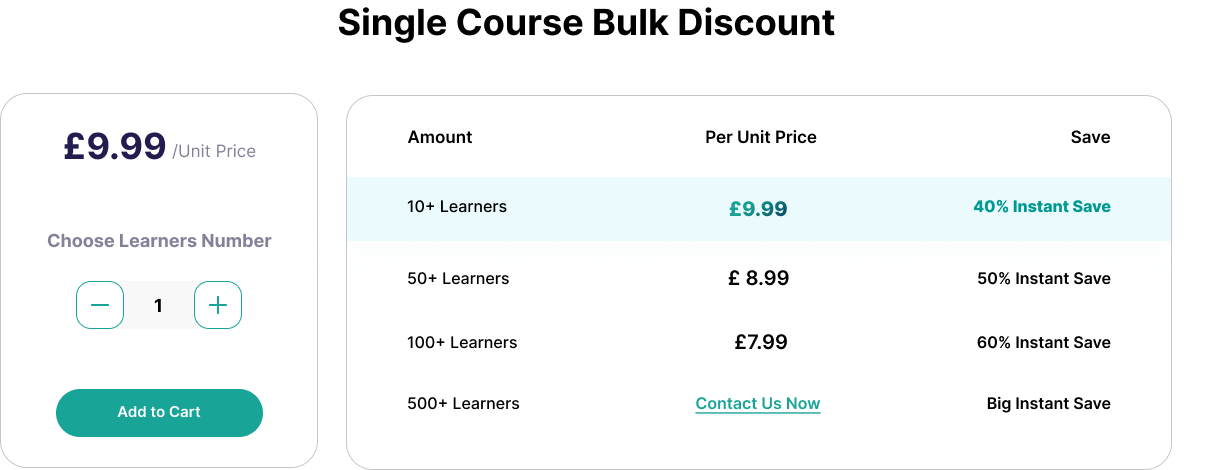 Single Course Bulk Discount
£9.99 /Unit Price
Choose Learners Number
1
Add to Cart
Amount Per Unit Price Save
10+ Learners £9.99 40% Instant Save
50+ Learners £ 8.99 50% Instant Save
100+ Learners £7.99 60% Instant Save
500+ Learners Contact Us Now Big Instant Save